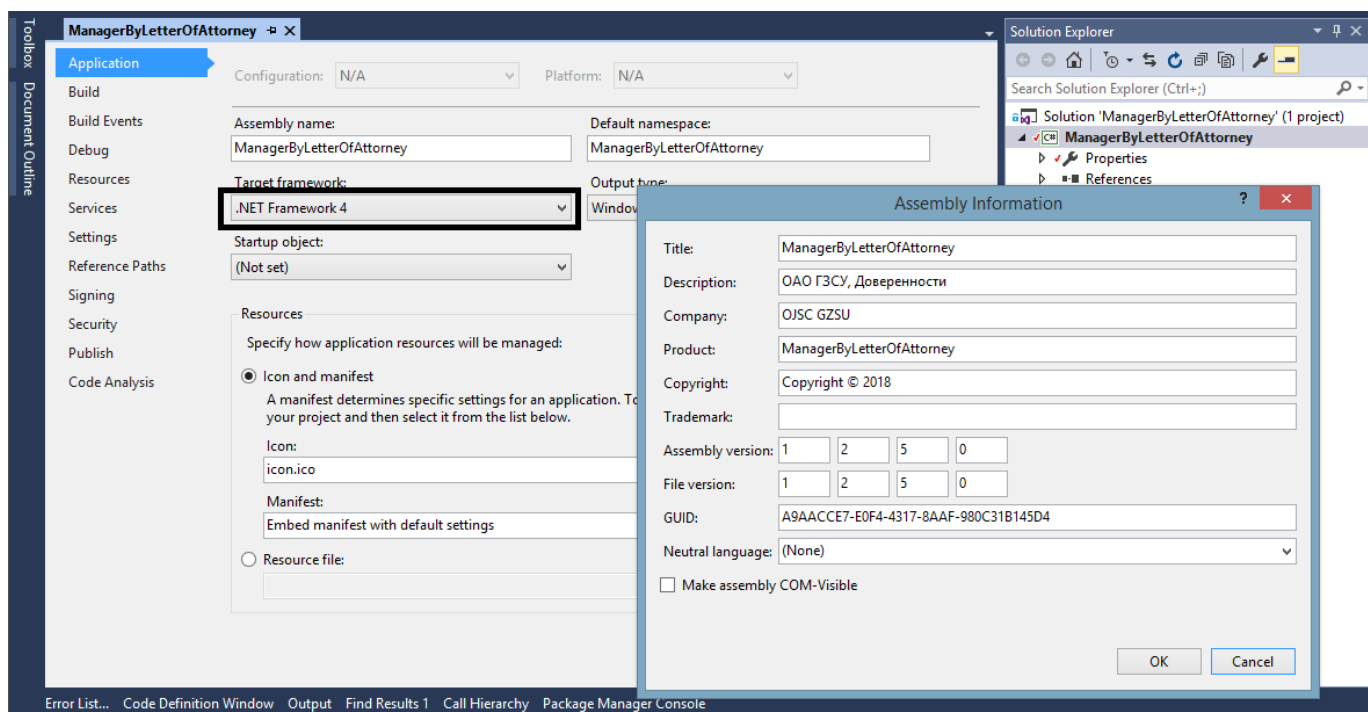 Toolbox
Document Outline
ManagerByLetterOfAttorney
Application
Build
Build Events
Debug
Resources
Services
Settings
Reference Paths
Signing
Security
Publish
Code Analysis
Configuration: N/A Platform: N/A
Assembly name: Default namespace:
ManagerByLetterOfAttorney ManagerByLetterOfAttorney
Target framework: Output type:
.NET Framework 4 Window
Startup object:
(Not set)
Resources
Specify how application resources will be managed:
Icon and manifest
A manifest determines specific settings for an application. To
your project and then select it from the list below.
Icon:
icon.ico
Manifest:
Embed manifest with default settings
Resource file:
Solution Explorer
Search Solution Explorer (Ctrl+;)
Solution 'ManagerByLetterOfAttorney' (1 project)
C# ManagerByLetterOfAttorney
Properties
References
Assembly Information ?
Title: ManagerByLetterOfAttorney
Description: ОАО ГЗСУ, Доверенности
Company: OJSC GZSU
Product: ManagerByLetterOfAttorney
Copyright: Copyright © 2018
Trademark:
Assembly version: 1 2 5 0
File version: 1 2 5 0
GUID: A9AACCE7-E0F4-4317-8AAF-980C31B145D4
Neutral language: (None)
Make assembly COM-Visible
OK Cancel
Error List... Code Definition Window Output Find Results 1 Call Hierarchy Package Manager Console